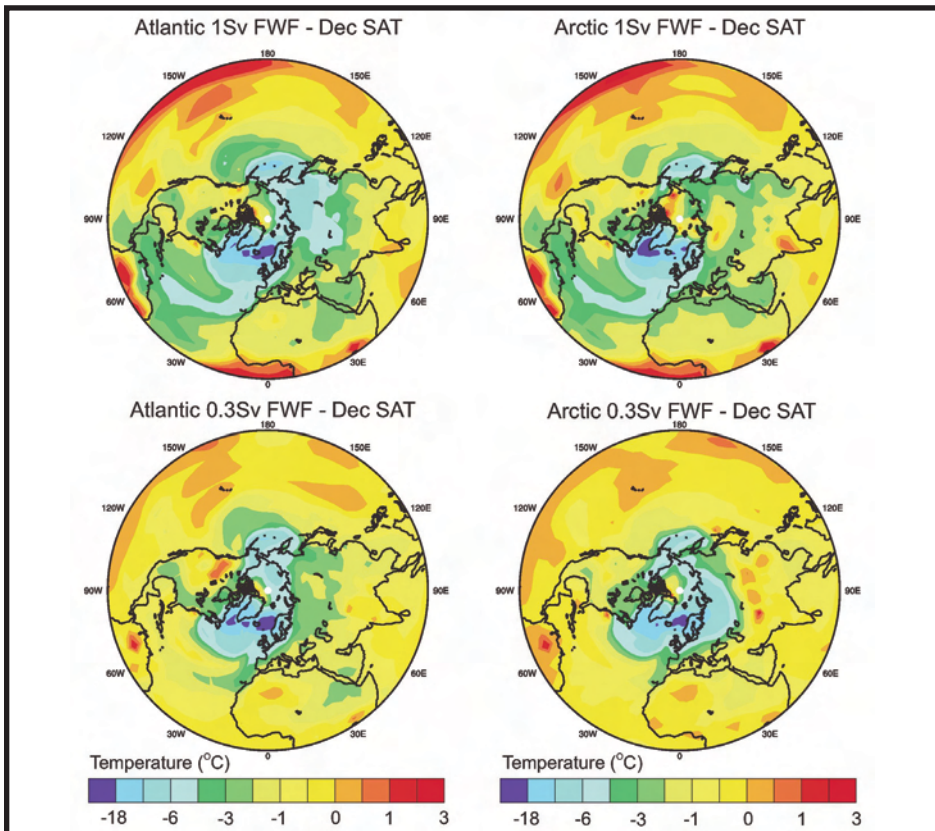 Atlantic 1Sv FWF - Dec SAT
Arctic 1Sv FWF - Dec SAT
180
150W
150E
120W
120E
90W
90E
60W
60E
30W
30E
0
180
150W
150E
120W
120E
90W
90E
60W
60E
30W
30E
0
Atlantic 0.3Sv FWF - Dec SAT
Arctic 0.3Sv FWF - Dec SAT
180
150W
150E
120W
120E
90W
90E
60W
60E
30W
30E
0
180
150W
150E
120W
120E
90W
90E
60W
60E
30W
30E
0
Temperature (°C)
-18 -6 -3 -1 0 1 3
Temperature (°C)
-18 -6 -3 -1 0 1 3